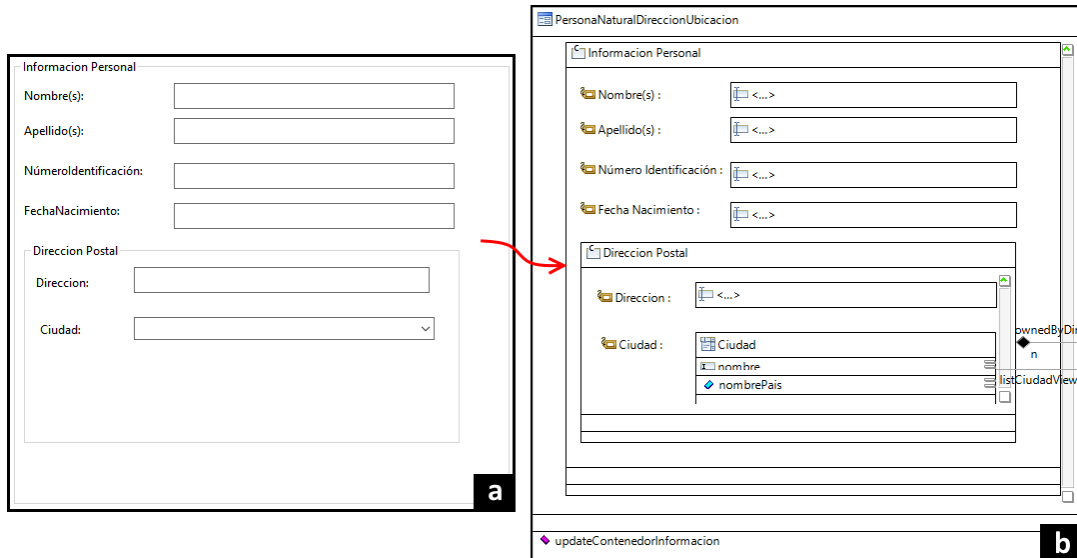 Informacion Personal
Nombre(s):
Apellido(s):
NúmeroIdentificación:
FechaNacimiento:
Direccion Postal
Direccion:
Ciudad:
a
PersonaNaturalDireccionUbicacion
Informacion Personal
Nombre(s) : <...>
Apellido(s) : <...>
Número Identificación : <...>
Fecha Nacimiento : <...>
Direccion Postal
Direccion : <...>
Ciudad : Ciudad
nombre
nombrePais
ownedByDir
n
listCiudadView
updateContenedorInformacion
b